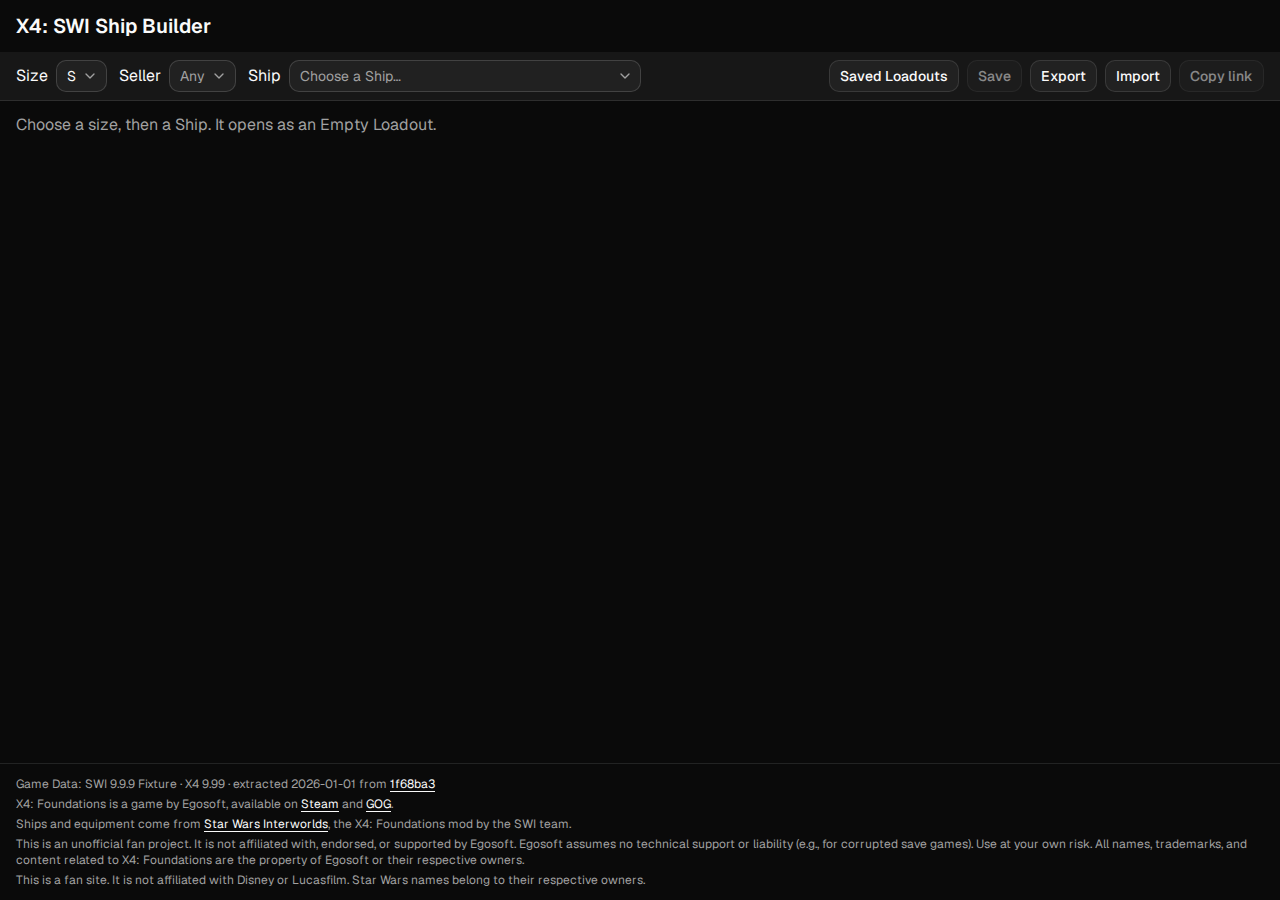 X4: SWI Ship Builder
Size S Seller Any Ship Choose a Ship... Saved Loadouts Save Export Import Copy link
Choose a size, then a Ship. It opens as an Empty Loadout.
Game Data: SWI 9.9.9 Fixture · X4 9.99 · extracted 2026-01-01 from 1f68ba3
X4: Foundations is a game by Egosoft, available on Steam and GOG.
Ships and equipment come from Star Wars Interworlds, the X4: Foundations mod by the SWI team.
This is an unofficial fan project. It is not affiliated with, endorsed, or supported by Egosoft. Egosoft assumes no technical support or liability (e.g., for corrupted save games). Use at your own risk. All names, trademarks, and
content related to X4: Foundations are the property of Egosoft or their respective owners.
This is a fan site. It is not affiliated with Disney or Lucasfilm. Star Wars names belong to their respective owners.